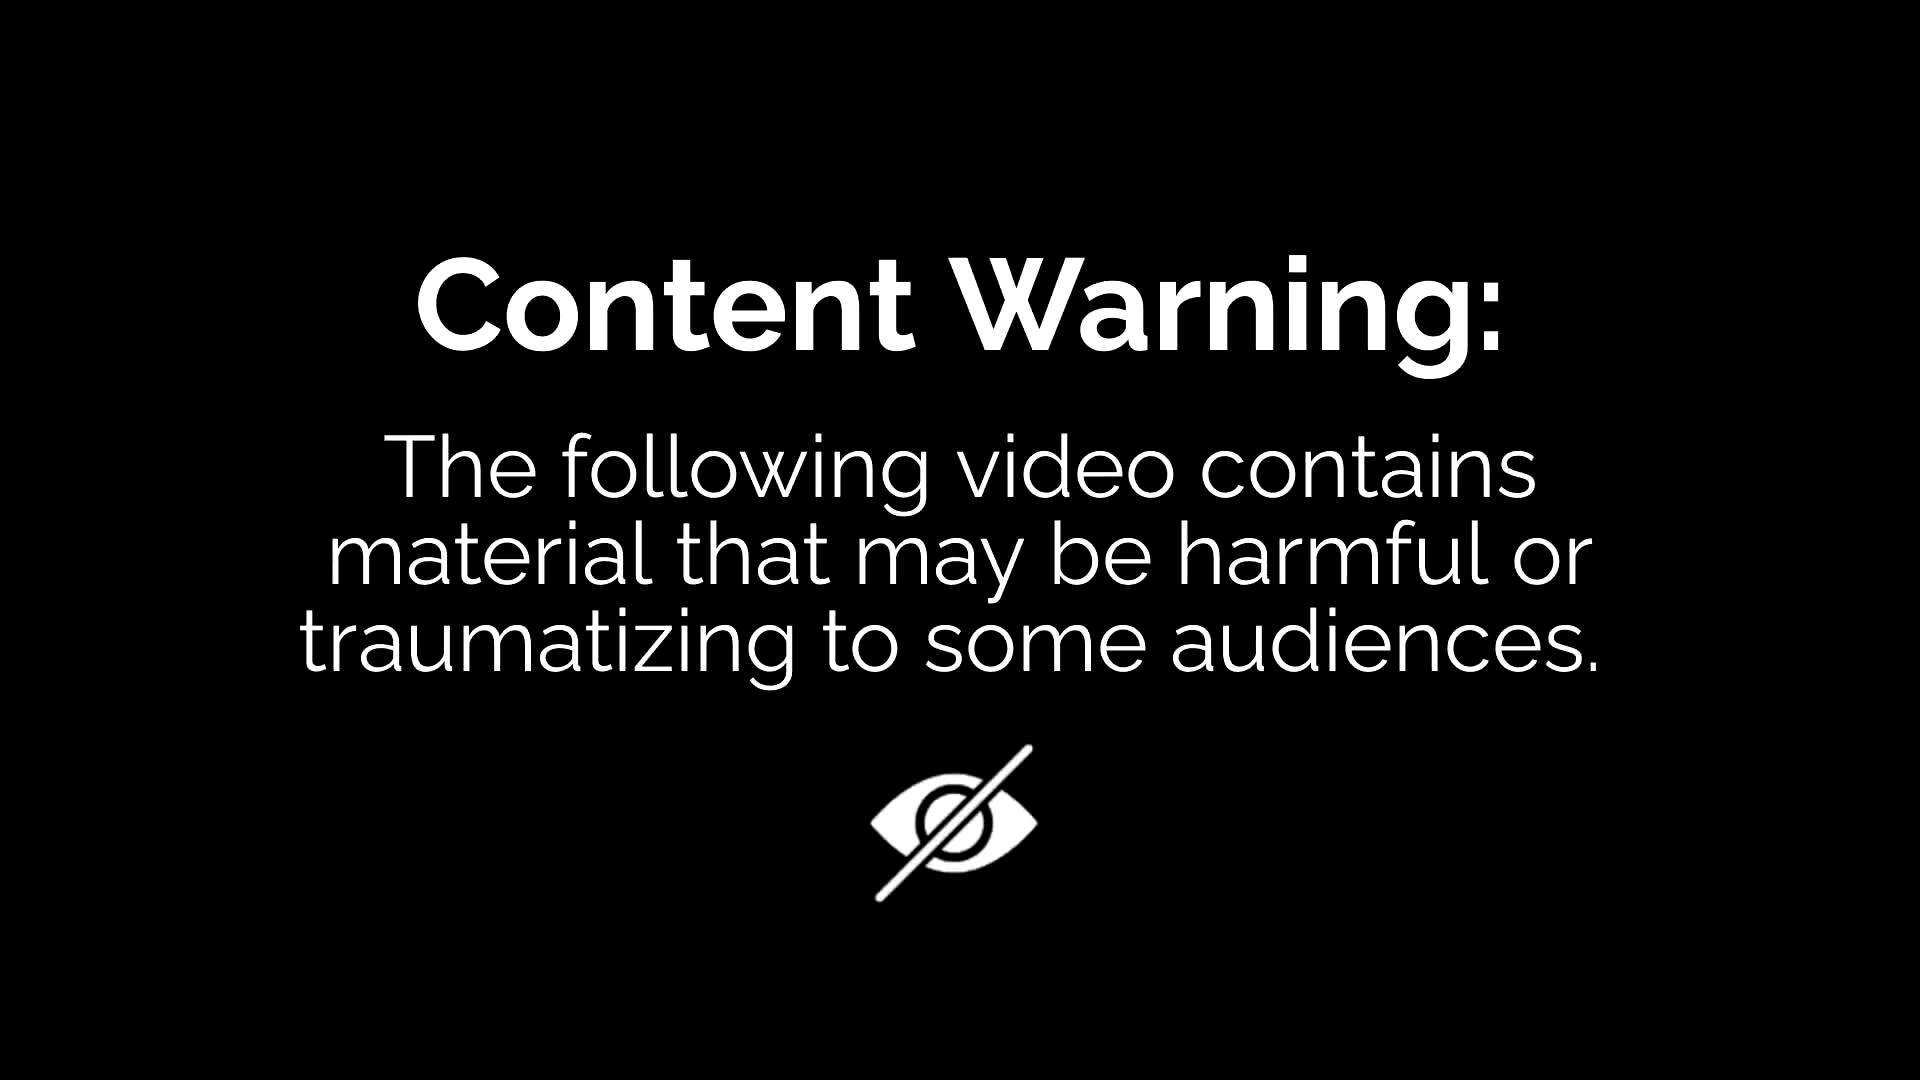 Content Warning:
The following video contains
material that may be harmful or
traumatizing to some audiences.